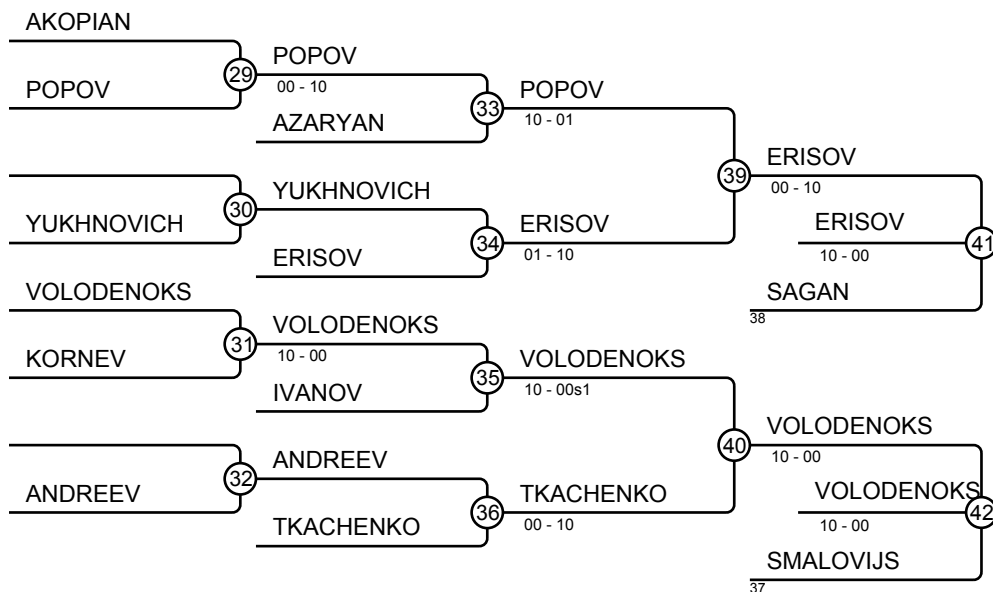 AKOPIAN
29
POPOV
00 - 10
POPOV
33
POPOV
10 - 01
AZARYAN
39
ERISOV
00 - 10
30
YUKHNOVICH
YUKHNOVICH
34
ERISOV
01 - 10
ERISOV
ERISOV
10 - 00
41
SAGAN
38
VOLODENOKS
31
VOLODENOKS
10 - 00
KORNEV
35
VOLODENOKS
10 - 00s1
IVANOV
40
VOLODENOKS
10 - 00
32
ANDREEV
ANDREEV
36
TKACHENKO
00 - 10
TKACHENKO
VOLODENOKS
10 - 00
42
SMALOVIJS
37